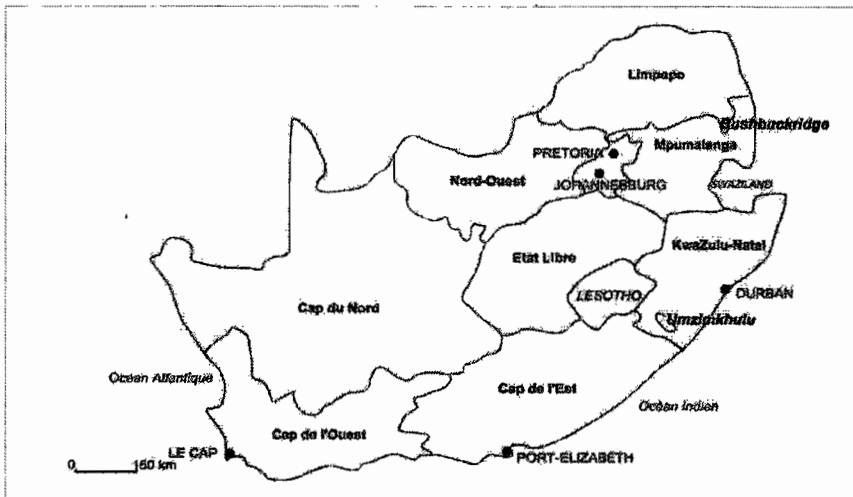 Limpopo
Bushbuckridge
Mpumalanga
PRETORIA
Nord-Ouest
JOHANNESBURG
SWAZILAND
KwaZulu-Natal
Etat Libre
LESOTHO
DURBAN
Cap du Nord
Umzimkhulu
Océan Atlantique
Cap de l'Est
Océan Indien
Cap de l'Ouest
LE CAP
PORT-ELIZABETH
0 160 km